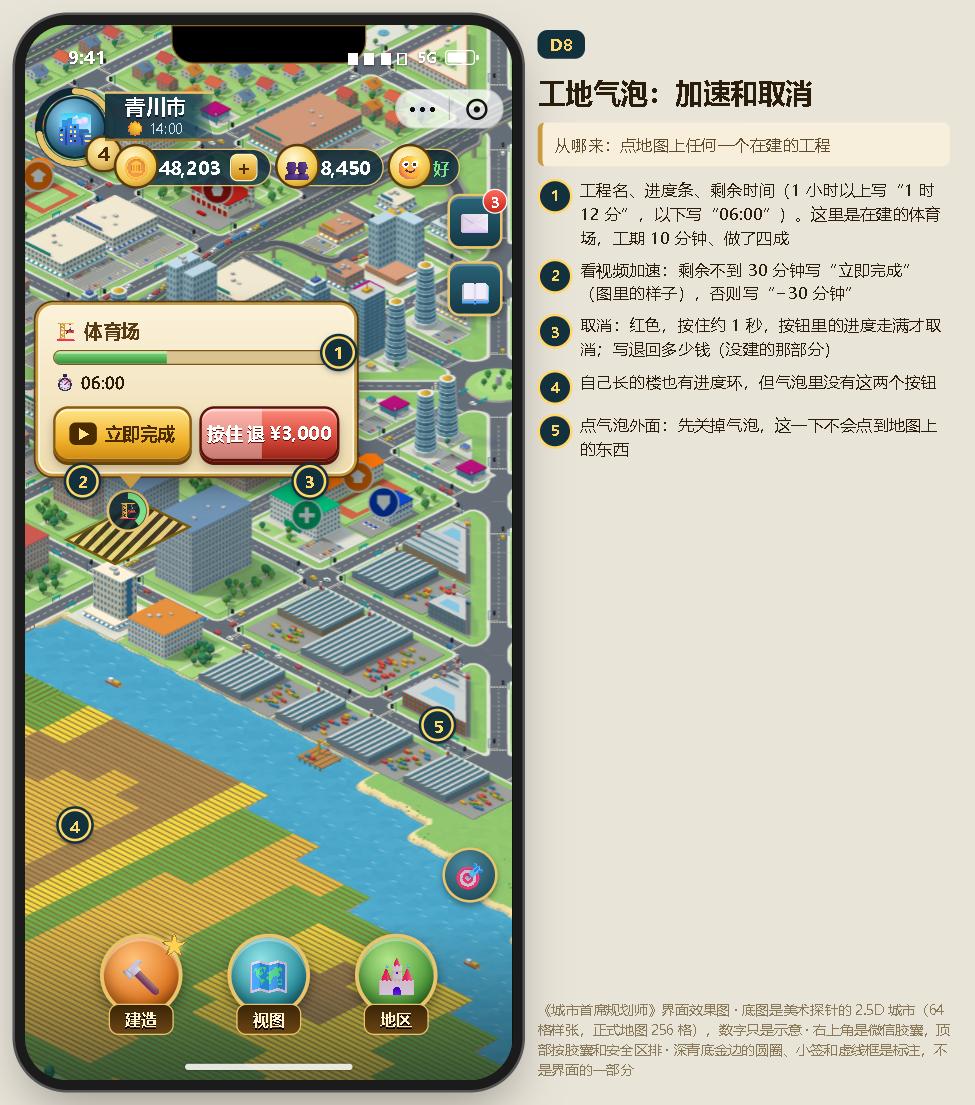 9:41
5G
青川市
14:00
4
48,203
+
8,450
好
3
体育场
1
06:00
立即完成
按住 退 ¥3,000
2
3
5
4
建造
视图
地区
D8
工地气泡：加速和取消
从哪来：点地图上任何一个在建的工程
1
工程名、进度条、剩余时间（1 小时以上写“1 时
12 分”，以下写“06:00”）。这里是在建的体育
场，工期 10 分钟、做了四成
2
看视频加速：剩余不到 30 分钟写“立即完成”
（图里的样子），否则写“−30 分钟”
3
取消：红色，按住约 1 秒，按钮里的进度走满才取
消；写退回多少钱（没建的那部分）
4
自己长的楼也有进度环，但气泡里没有这两个按钮
5
点气泡外面：先关掉气泡，这一下不会点到地图上
的东西
《城市首席规划师》界面效果图 · 底图是美术探针的 2.5D 城市（64
格样张，正式地图 256 格），数字只是示意 · 右上角是微信胶囊，顶
部按胶囊和安全区排 · 深青底金边的圆圈、小签和虚线框是标注，不
是界面的一部分